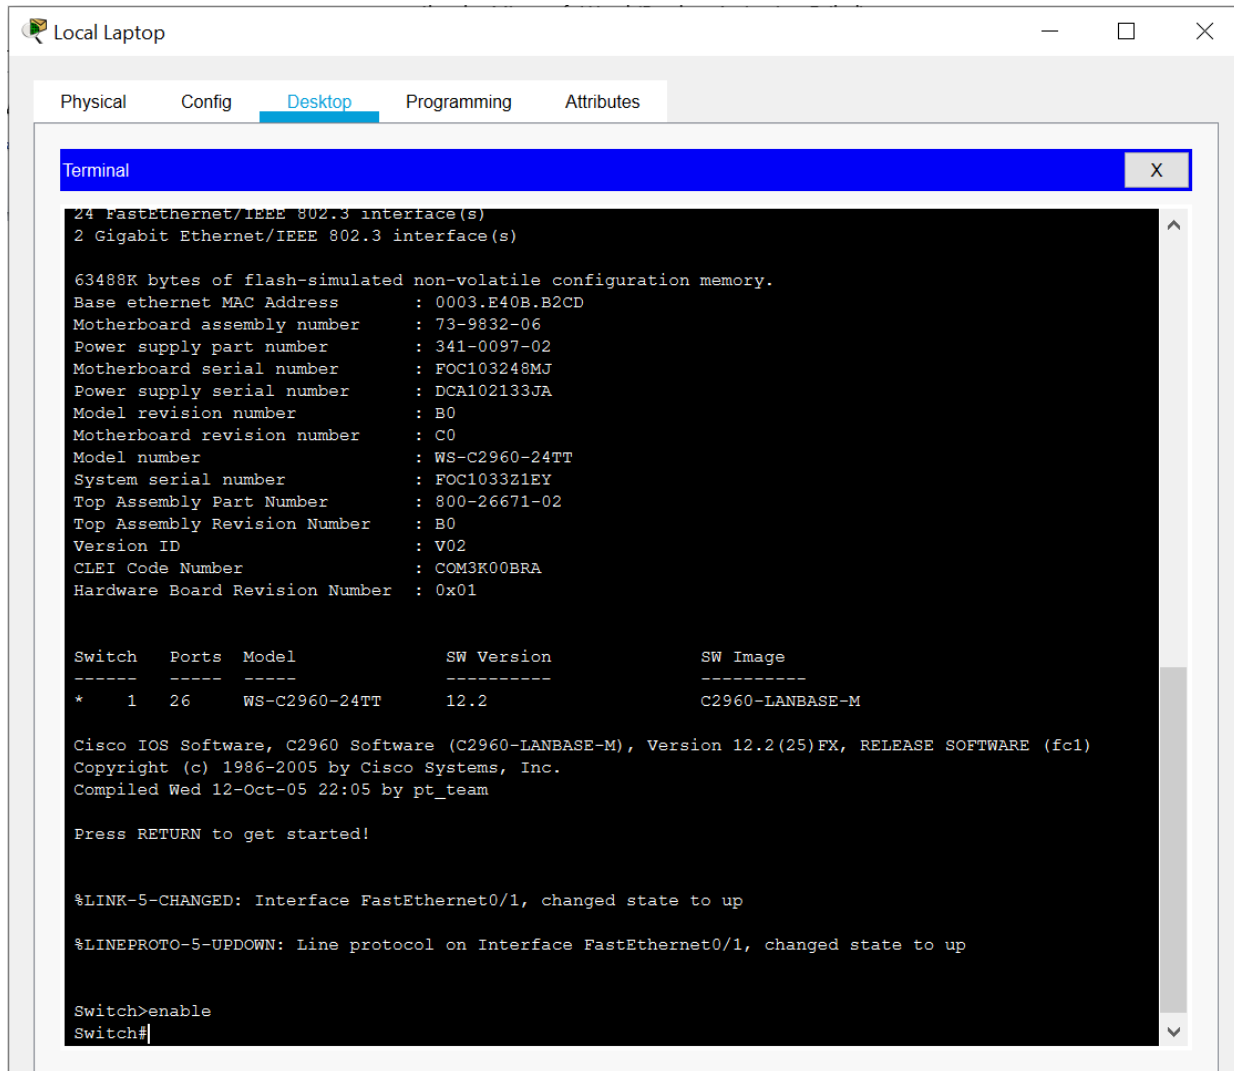 Local Laptop
Physical Config Desktop Programming Attributes
Terminal X
24 FastEthernet/IEEE 802.3 interface(s)
2 Gigabit Ethernet/IEEE 802.3 interface(s)
63488K bytes of flash-simulated non-volatile configuration memory.
Base ethernet MAC Address : 0003.E40B.B2CD
Motherboard assembly number : 73-9832-06
Power supply part number : 341-0097-02
Motherboard serial number : FOC103248MJ
Power supply serial number : DCA102133JA
Model revision number : B0
Motherboard revision number : C0
Model number : WS-C2960-24TT
System serial number : FOC1033Z1EY
Top Assembly Part Number : 800-26671-02
Top Assembly Revision Number : B0
Version ID : V02
CLEI Code Number : COM3K00BRA
Hardware Board Revision Number : 0x01
Switch Ports Model SW Version SW Image
------ ----- ----- ---------- ----------
* 1 26 WS-C2960-24TT 12.2 C2960-LANBASE-M
Cisco IOS Software, C2960 Software (C2960-LANBASE-M), Version 12.2(25)FX, RELEASE SOFTWARE (fc1)
Copyright (c) 1986-2005 by Cisco Systems, Inc.
Compiled Wed 12-Oct-05 22:05 by pt_team
Press RETURN to get started!
%LINK-5-CHANGED: Interface FastEthernet0/1, changed state to up
%LINEPROTO-5-UPDOWN: Line protocol on Interface FastEthernet0/1, changed state to up
Switch>enable
Switch#